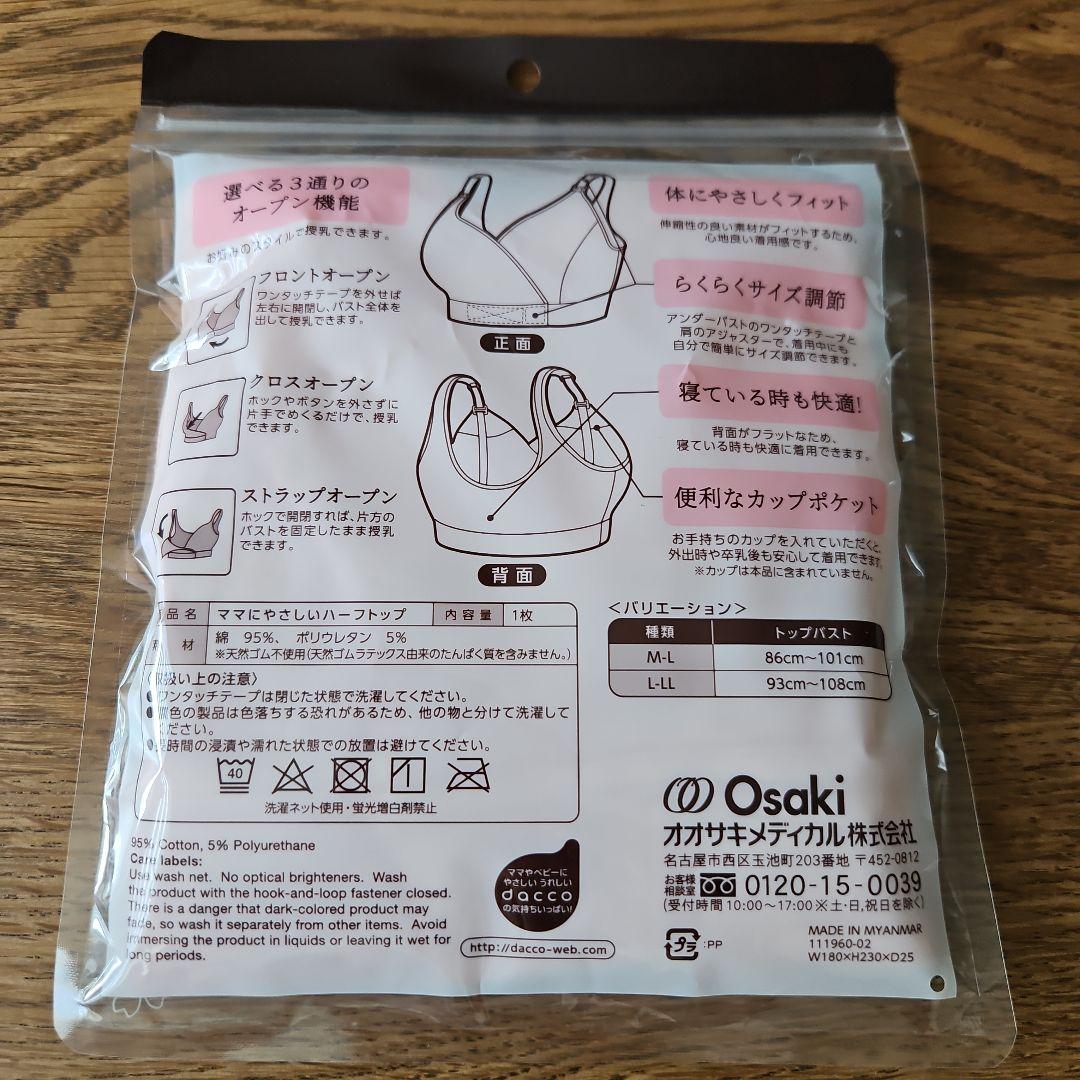 選べる3通りの
オープン機能
お好みのスタイルで授乳できます。
フロントオープン
ワンタッチテープを外せば
左右に開閉し、バスト全体を
出して授乳できます。
クロスオープン
ホックやボタンを外さずに
片手でめくるだけで、授乳
できます。
ストラップオープン
ホックで開閉すれば、片方の
バストを固定したまま授乳
できます。
正面
背面
体にやさしくフィット
伸縮性の良い素材がフィットするため、
心地良い着用感です。
らくらくサイズ調節
アンダーバストのワンタッチテープと
肩のアジャスターで、着用中にも
自分で簡単にサイズ調節できます。
寝ている時も快適!
背面がフラットなため、
寝ている時も快適に着用できます。
便利なカップポケット
お手持ちのカップを入れていただくと、
外出時や卒乳後も安心して着用できます。
※カップは本品に含まれていません。
品名 ママにやさしいハーフトップ 内容量 1枚
材 綿 95%、 ポリウレタン 5%
※天然ゴム不使用(天然ゴムラテックス由来のたんぱく質を含みません。)
扱い上の注意〉
●ワンタッチテープは閉じた状態で洗濯してください。
色の製品は色落ちする恐れがあるため、他の物と分けて洗濯して
ださい。
時間の浸漬や濡れた状態での放置は避けてください。
40 1
洗濯ネット使用・蛍光増白剤禁止
95% Cotton, 5% Polyurethane
Care labels:
Use wash net. No optical brighteners. Wash
the product with the hook-and-loop fastener closed.
There is a danger that dark-colored product may
fade, so wash it separately from other items. Avoid
immersing the product in liquids or leaving it wet for
long periods.
ママやベビーに
やさしい うれしい
dacco
の気持ちいっぱい!
http://dacco-web.com
＜バリエーション＞
種類 トップバスト
M-L 86cm～101cm
L-LL 93cm～108cm
Osaki
オオサキメディカル株式会社
名古屋市西区玉池町203番地 〒452-0812
お客様
相談室 0120-15-0039
(受付時間 10:00～17:00 ※土・日,祝日を除く)
プラ :PP
MADE IN MYANMAR
111960-02
W180×H230×D25